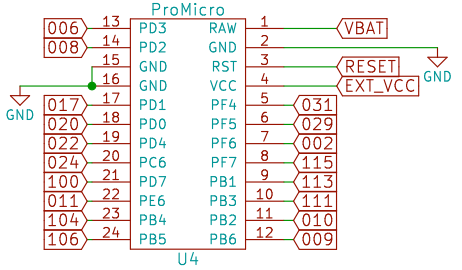 ProMicro
006 13 PD3 RAW 1 VBAT
008 14 PD2 GND 2
15 GND RST 3 RESET
16 GND VCC 4 EXT_VCC
GND GND
017 17 PD1 PF4 5 031
020 18 PD0 PF5 6 029
022 19 PD4 PF6 7 002
024 20 PC6 PF7 8 115
100 21 PD7 PB1 9 113
011 22 PE6 PB3 10 111
104 23 PB4 PB2 11 010
106 24 PB5 PB6 12 009
U4